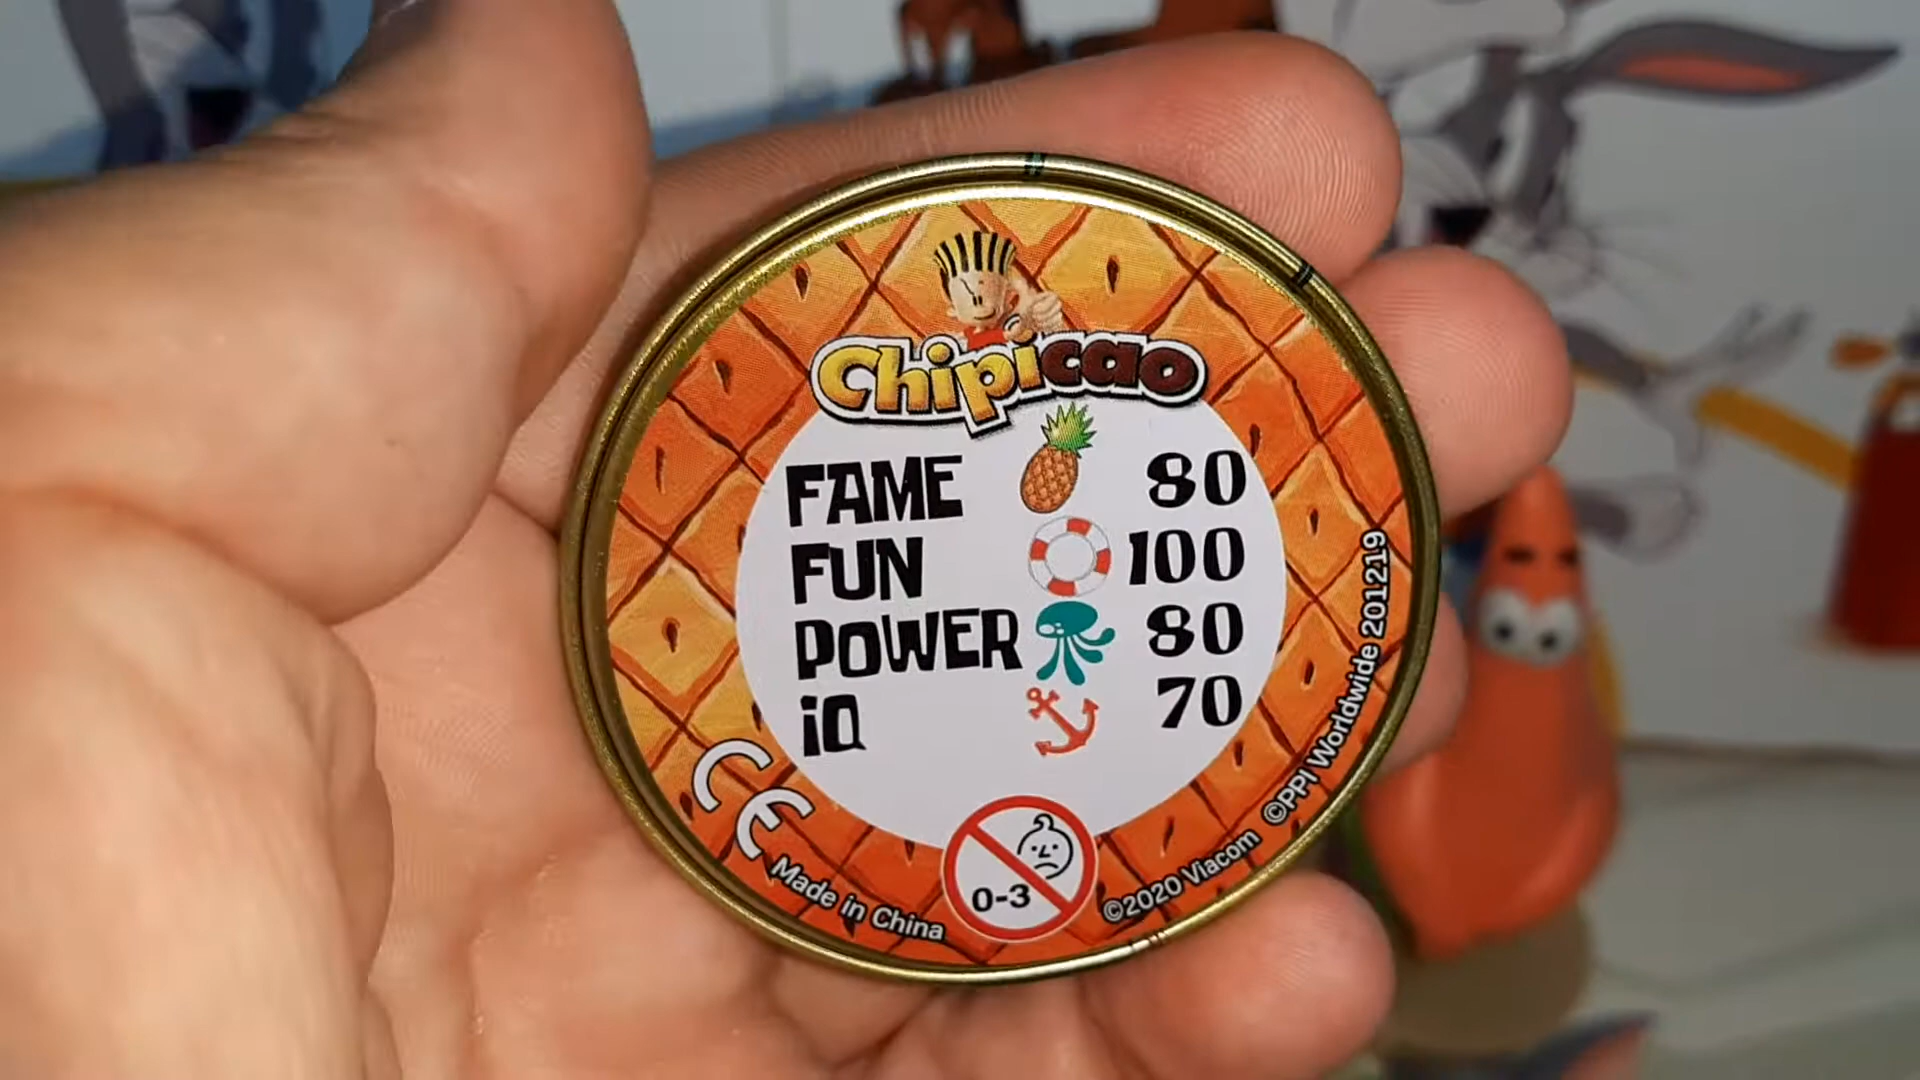 Chipicao
FAME 80
FUN 100
POWER 80
iQ 70
CE
Made in China
0-3
©2020 Viacom ©PPI Worldwide 201219